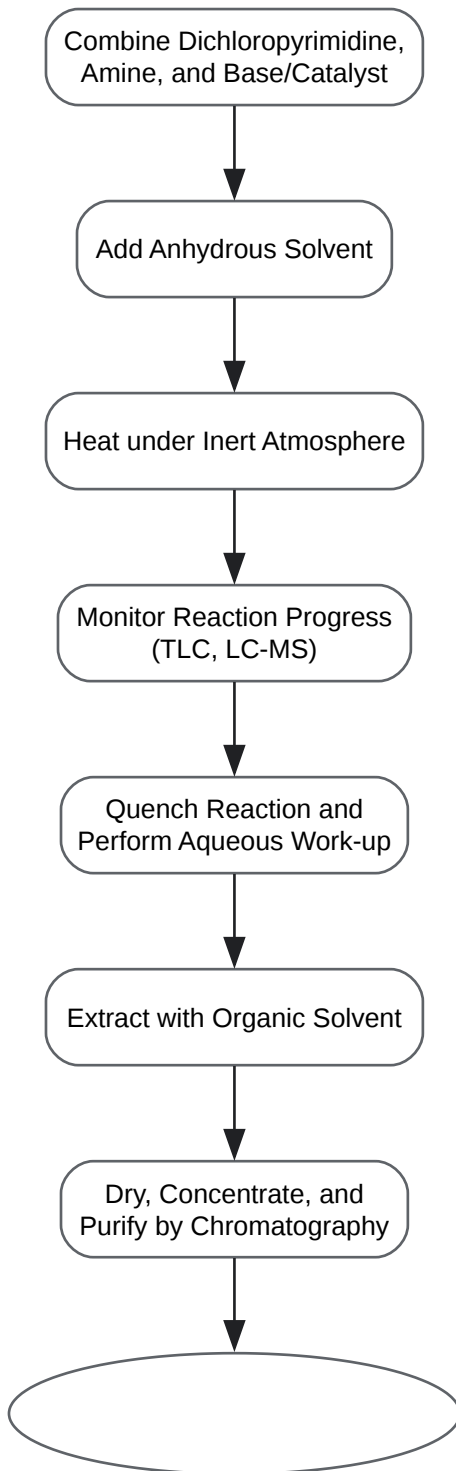 Combine Dichloropyrimidine,
Amine, and Base/Catalyst
Add Anhydrous Solvent
Heat under Inert Atmosphere
Monitor Reaction Progress
(TLC, LC-MS)
Quench Reaction and
Perform Aqueous Work-up
Extract with Organic Solvent
Dry, Concentrate, and
Purify by Chromatography